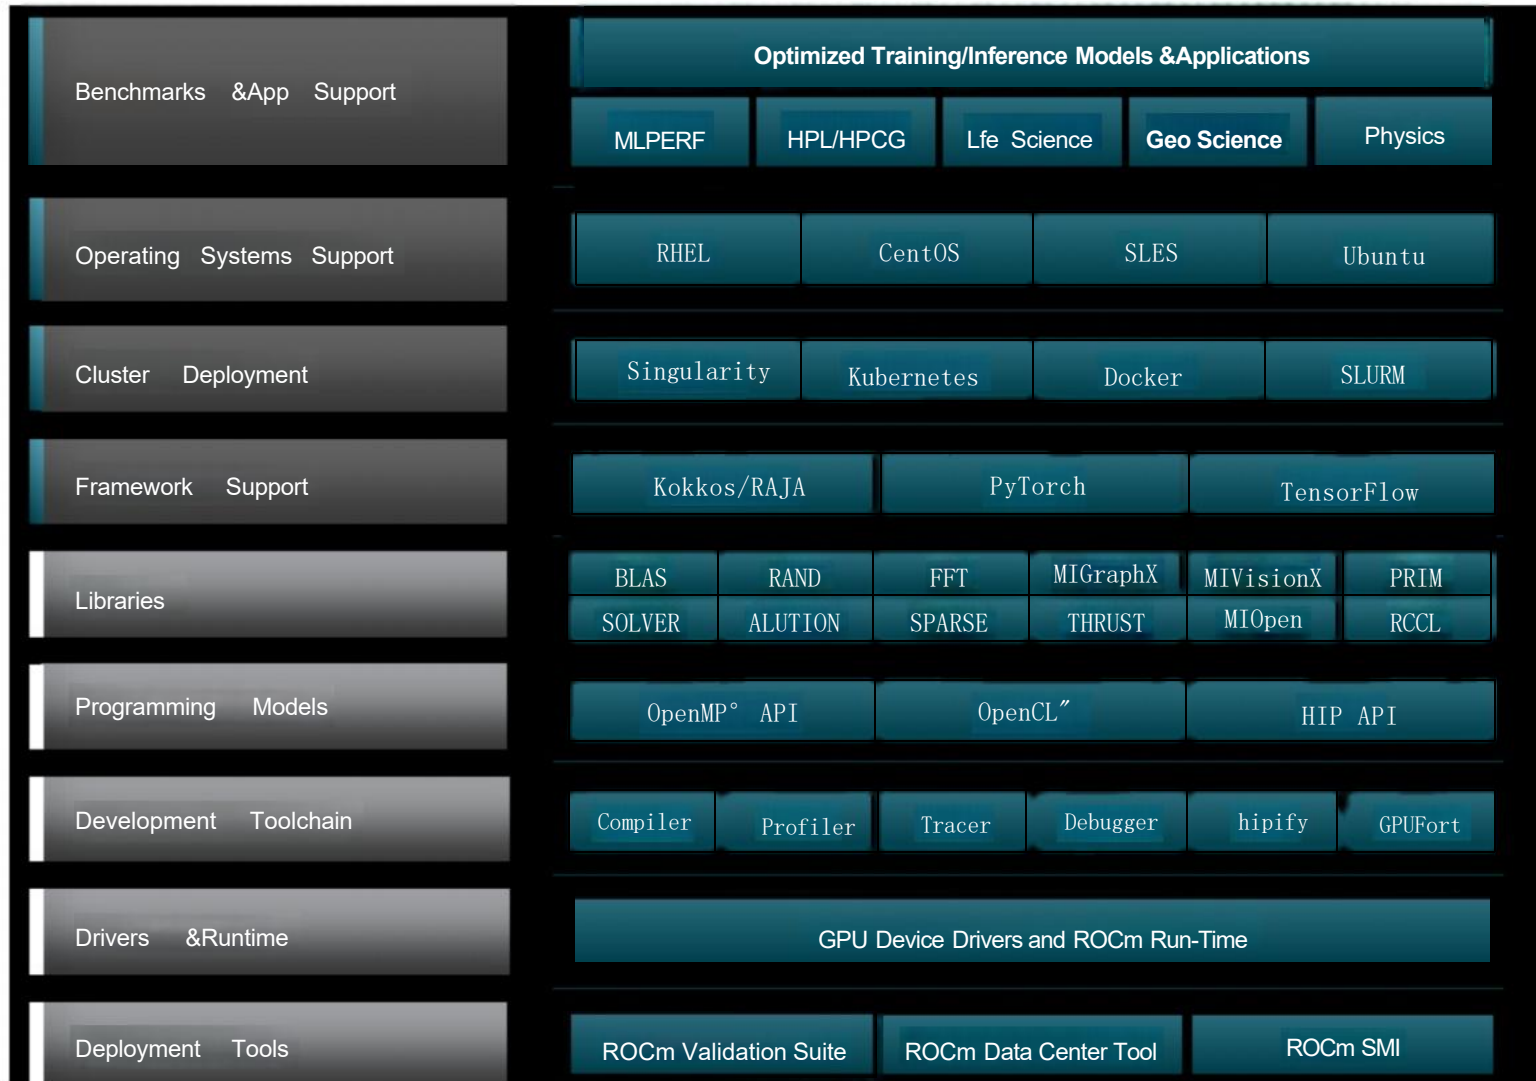 Benchmarks &App Support
Optimized Training/Inference Models &Applications
MLPERF HPL/HPCG Lfe Science Geo Science Physics
Operating Systems Support
RHEL CentOS SLES Ubuntu
Cluster Deployment
Singularity Kubernetes Docker SLURM
Framework Support
Kokkos/RAJA PyTorch TensorFlow
Libraries
BLAS RAND FFT MIGraphX MIVisionX PRIM
SOLVER ALUTION SPARSE THRUST MIOpen RCCL
Programming Models
OpenMP° API OpenCL″ HIP API
Development Toolchain
Compiler Profiler Tracer Debugger hipify GPUFort
Drivers &Runtime
GPU Device Drivers and ROCm Run-Time
Deployment Tools
ROCm Validation Suite ROCm Data Center Tool ROCm SMI